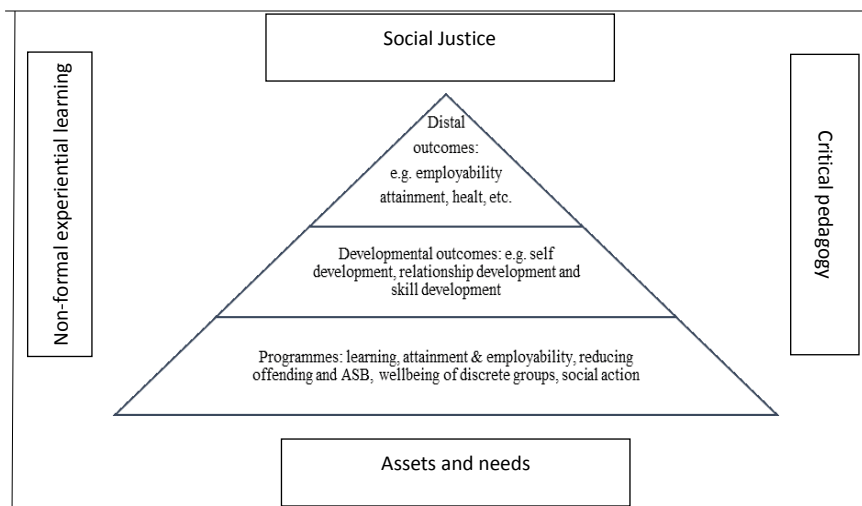 Social Justice
Non-formal experiential learning
Distal
outcomes:
e.g. employability
attainment, healt, etc.
Developmental outcomes: e.g. self
development, relationship development and
skill development
Programmes: learning, attainment & employability, reducing
offending and ASB, wellbeing of discrete groups, social action
Critical pedagogy
Assets and needs